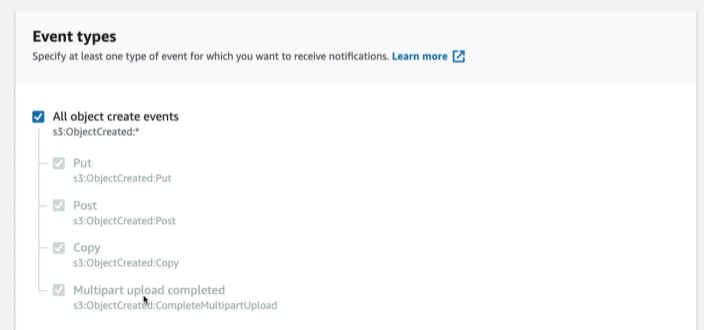 Event types
Specify at least one type of event for which you want to receive notifications. Learn more
All object create events
s3:ObjectCreated:*
Put
s3:ObjectCreated:Put
Post
s3:ObjectCreated:Post
Copy
s3:ObjectCreated:Copy
Multipart upload completed
s3:ObjectCreated:CompleteMultipartUpload